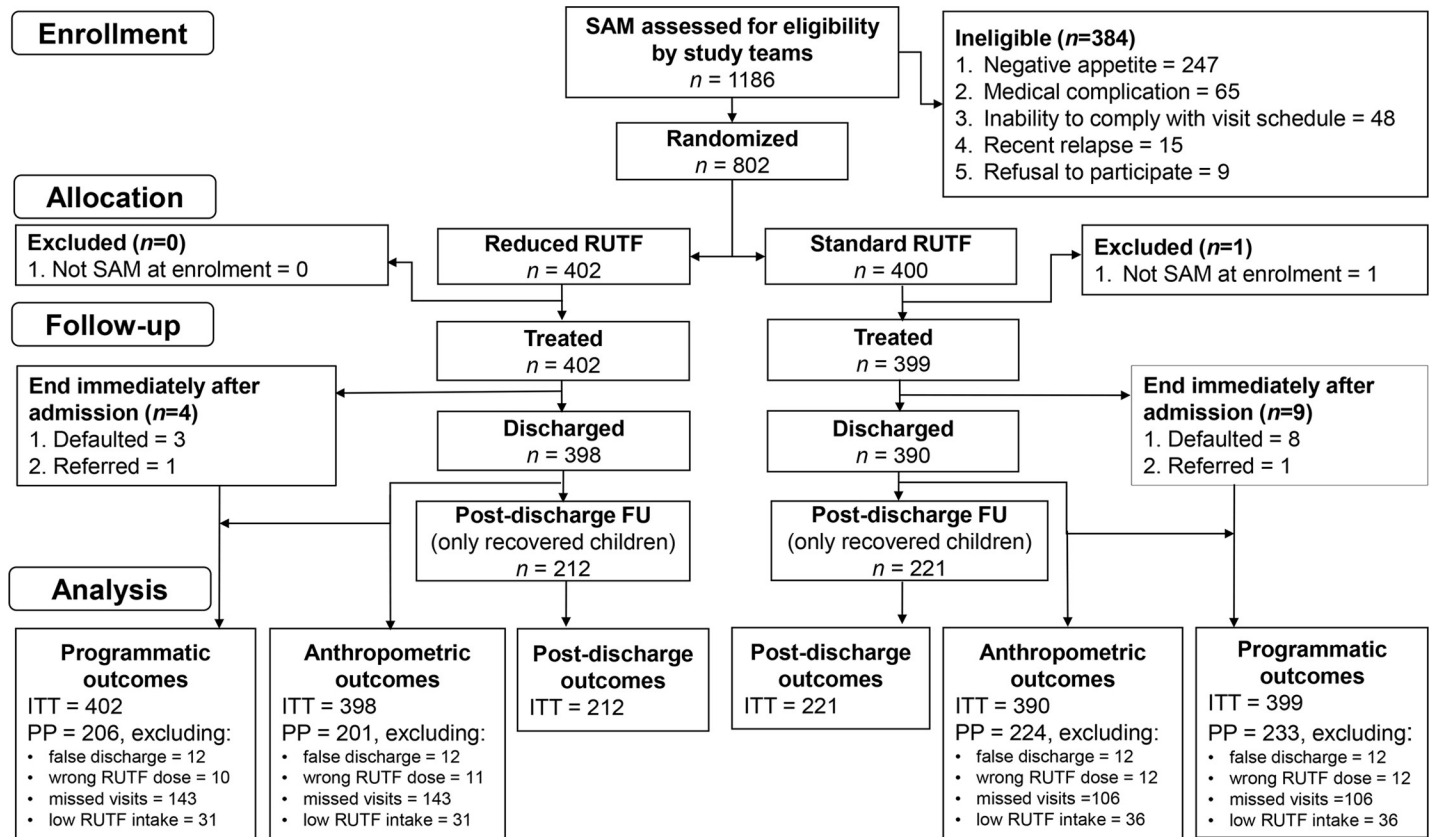 Enrollment
SAM assessed for eligibility
by study teams
n = 1186
Ineligible (n=384)
1. Negative appetite = 247
2. Medical complication = 65
3. Inability to comply with visit schedule = 48
4. Recent relapse = 15
5. Refusal to participate = 9
Randomized
n = 802
Allocation
Excluded (n=0)
1. Not SAM at enrolment = 0
Reduced RUTF
n = 402
Standard RUTF
n = 400
Excluded (n=1)
1. Not SAM at enrolment = 1
Follow-up
Treated
n = 402
Treated
n = 399
End immediately after
admission (n=4)
1. Defaulted = 3
2. Referred = 1
Discharged
n = 398
Discharged
n = 390
End immediately after
admission (n=9)
1. Defaulted = 8
2. Referred = 1
Post-discharge FU
(only recovered children)
n = 212
Post-discharge FU
(only recovered children)
n = 221
Analysis
Programmatic
outcomes
ITT = 402
PP = 206, excluding:
• false discharge = 12
• wrong RUTF dose = 10
• missed visits = 143
• low RUTF intake = 31
Anthropometric
outcomes
ITT = 398
PP = 201, excluding:
• false discharge = 12
• wrong RUTF dose = 11
• missed visits = 143
• low RUTF intake = 31
Post-discharge
outcomes
ITT = 212
Post-discharge
outcomes
ITT = 221
Anthropometric
outcomes
ITT = 390
PP = 224, excluding:
• false discharge = 12
• wrong RUTF dose = 12
• missed visits =106
• low RUTF intake = 36
Programmatic
outcomes
ITT = 399
PP = 233, excluding:
• false discharge = 12
• wrong RUTF dose = 12
• missed visits =106
• low RUTF intake = 36